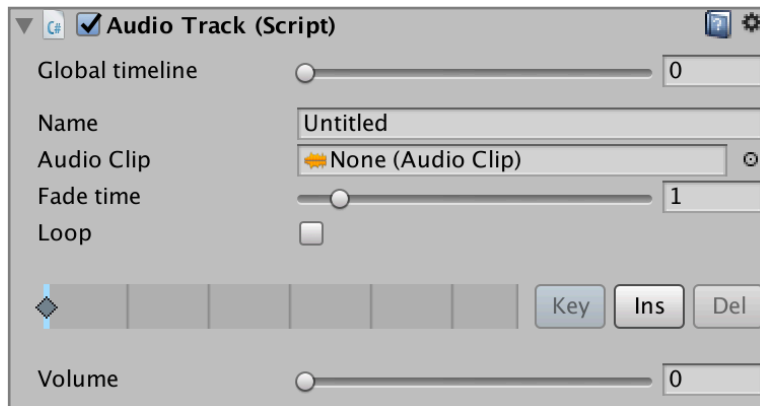 C# Audio Track (Script) ?
Global timeline 0
Name Untitled
Audio Clip None (Audio Clip)
Fade time 1
Loop
Key Ins Del
Volume 0